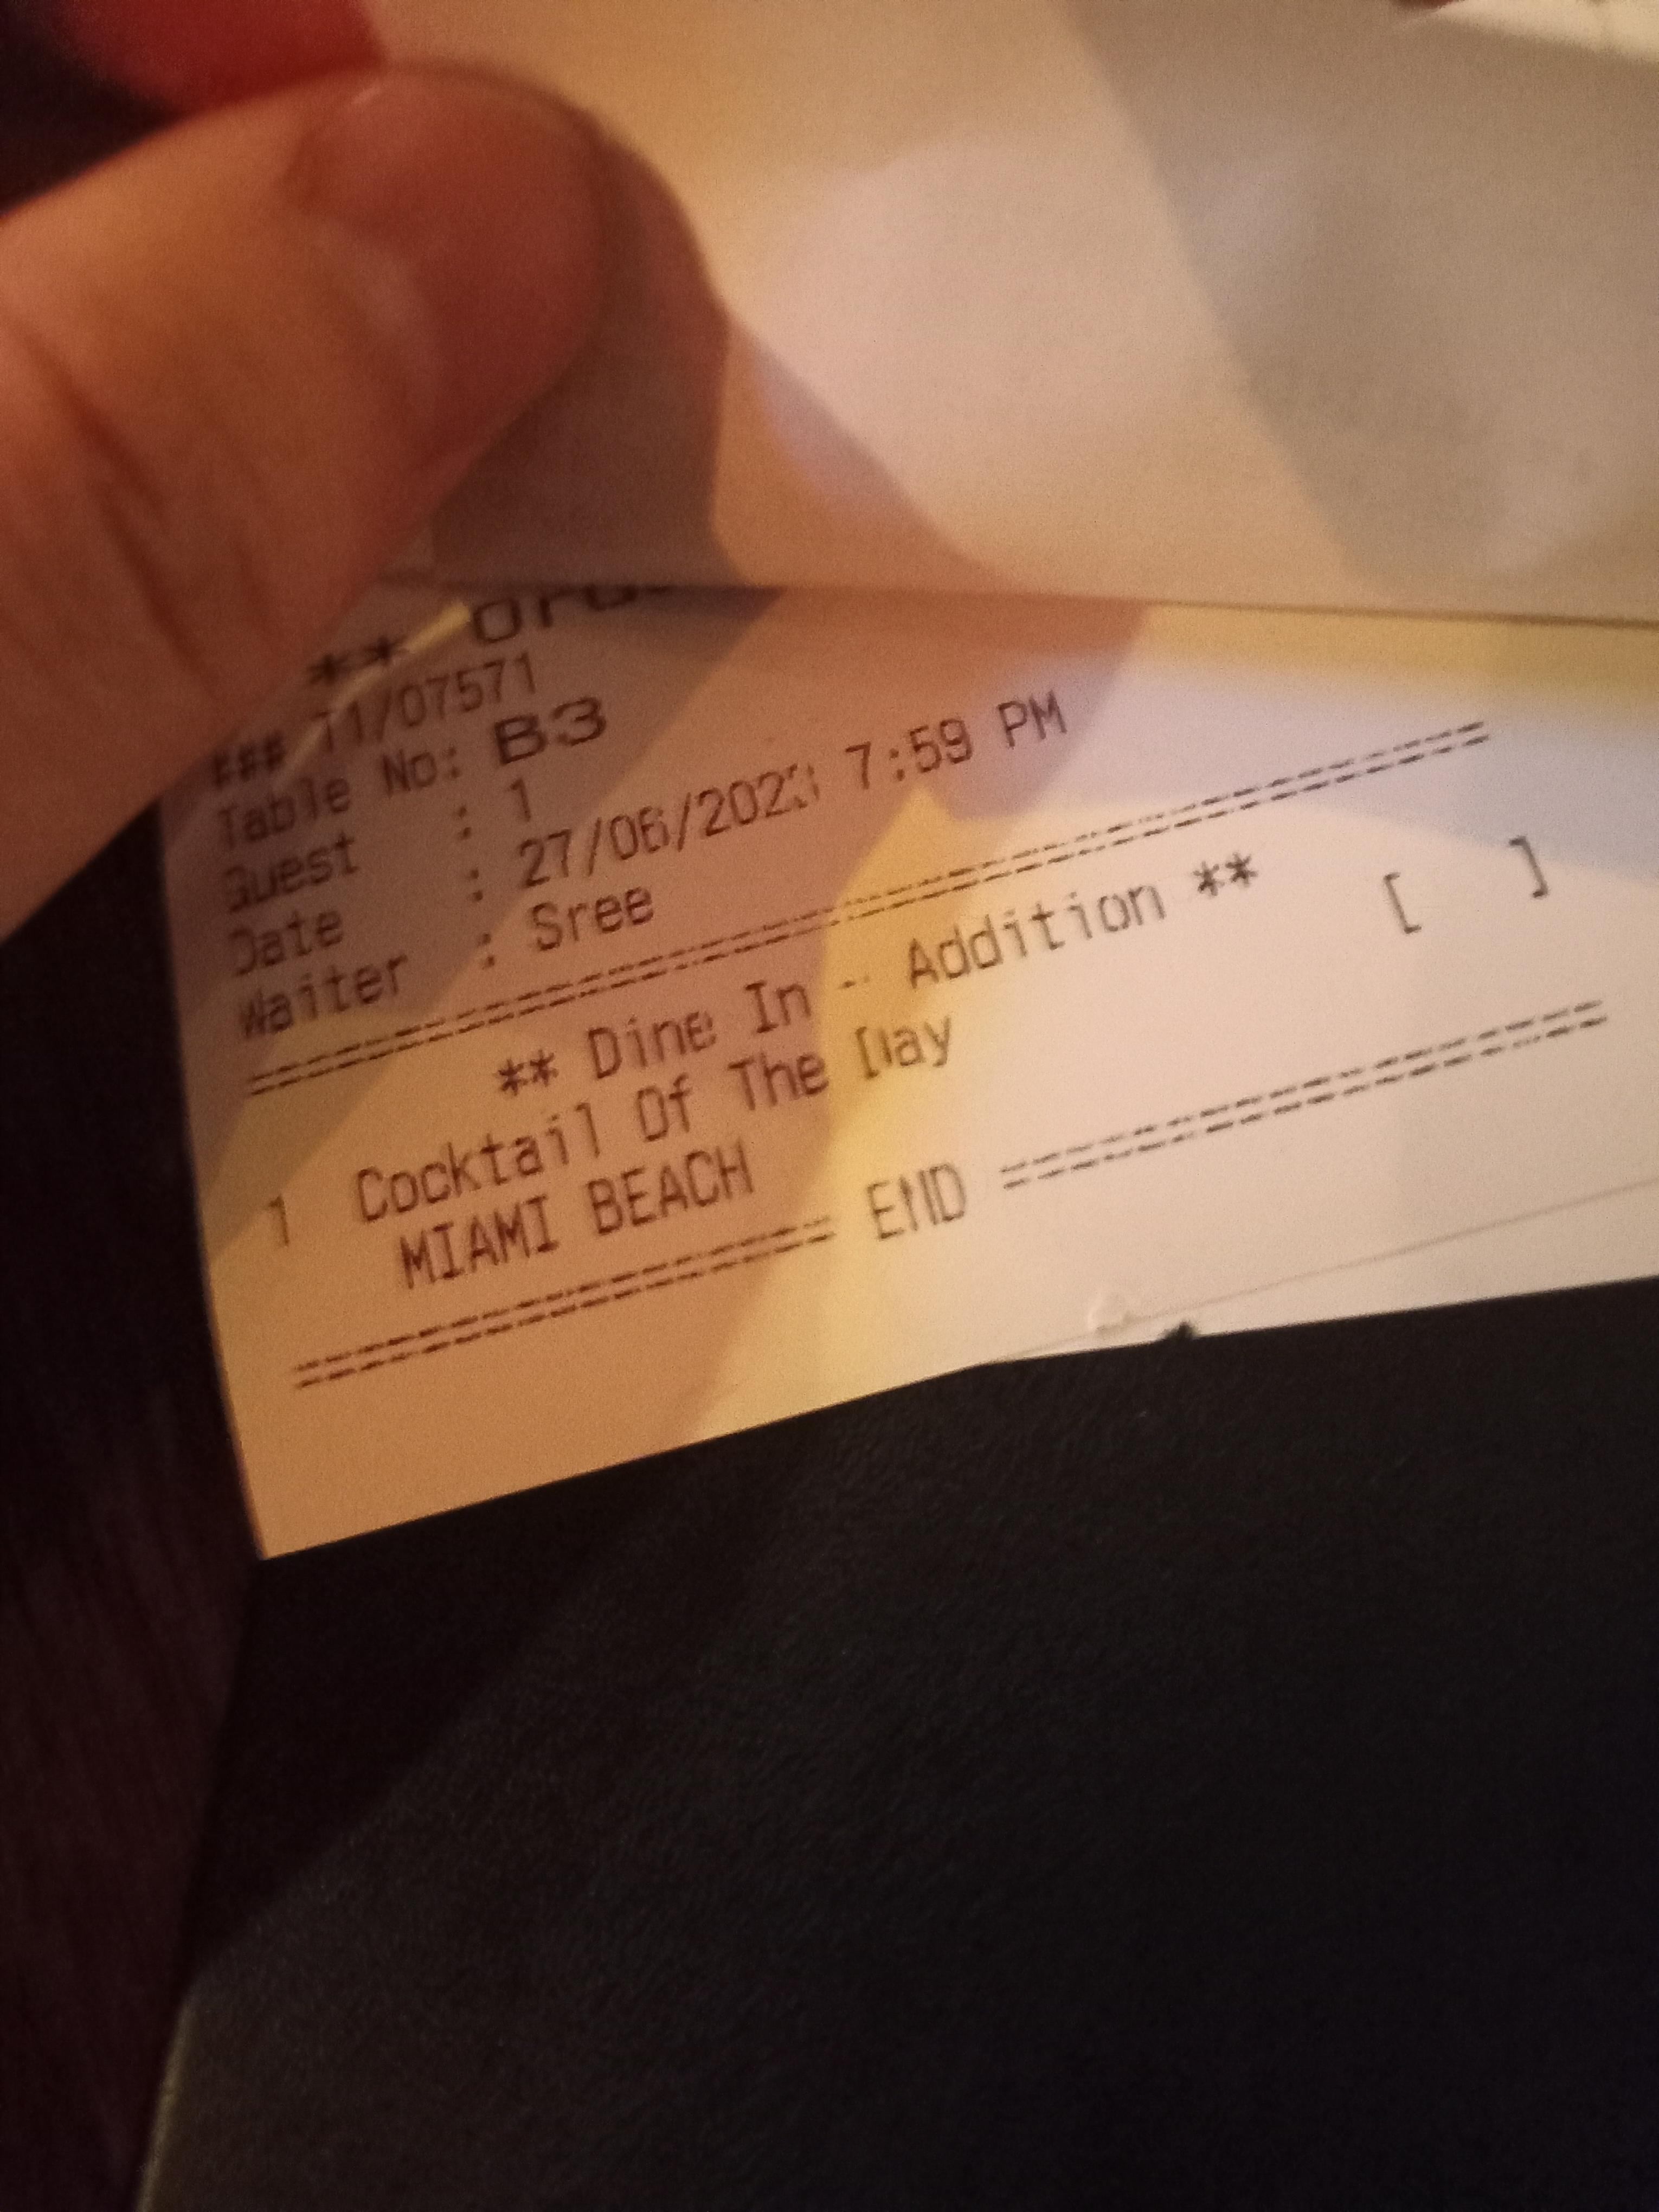 **
### 11/07571
Table No: B3
Guest : 1
Date : 27/06/2023 7:59 PM
Waiter : Sree
** Dine In - Addition **
[ ]
1 Cocktail Of The Day
MIAMI BEACH
END